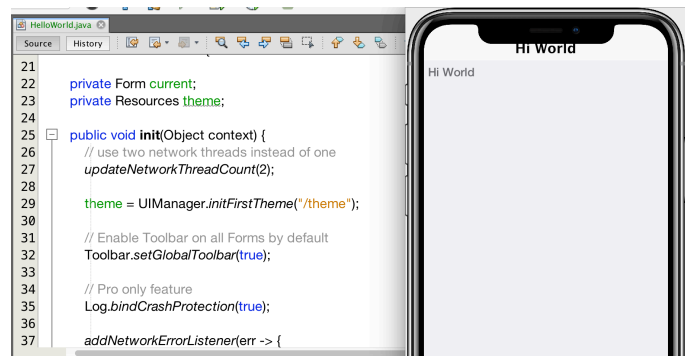 HelloWorld.java
Source
History
21
22 private Form current;
23 private Resources theme;
24
25 public void init(Object context) {
26 // use two network threads instead of one
27 updateNetworkThreadCount(2);
28
29 theme = UIManager.initFirstTheme("/theme");
30
31 // Enable Toolbar on all Forms by default
32 Toolbar.setGlobalToolbar(true);
33
34 // Pro only feature
35 Log.bindCrashProtection(true);
36
37 addNetworkErrorListener(err -> {
Hi World
Hi World